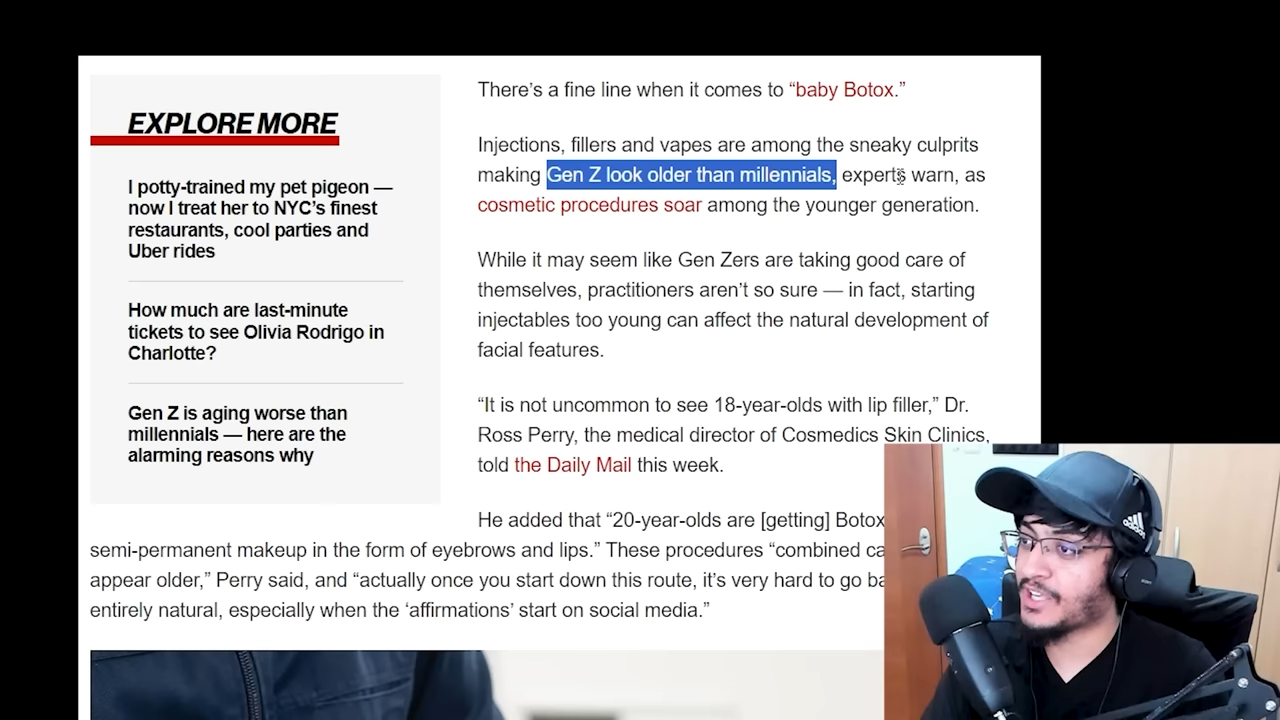 EXPLORE MORE
I potty-trained my pet pigeon —
now I treat her to NYC’s finest
restaurants, cool parties and
Uber rides
How much are last-minute
tickets to see Olivia Rodrigo in
Charlotte?
Gen Z is aging worse than
millennials — here are the
alarming reasons why
There’s a fine line when it comes to “baby Botox.”
Injections, fillers and vapes are among the sneaky culprits
making Gen Z look older than millennials, experts warn, as
cosmetic procedures soar among the younger generation.
While it may seem like Gen Zers are taking good care of
themselves, practitioners aren’t so sure — in fact, starting
injectables too young can affect the natural development of
facial features.
“It is not uncommon to see 18-year-olds with lip filler,” Dr.
Ross Perry, the medical director of Cosmedics Skin Clinics,
told the Daily Mail this week.
He added that “20-year-olds are [getting] Botox
semi-permanent makeup in the form of eyebrows and lips.” These procedures “combined ca
appear older,” Perry said, and “actually once you start down this route, it’s very hard to go ba
entirely natural, especially when the ‘affirmations’ start on social media.”
adidas
SONY